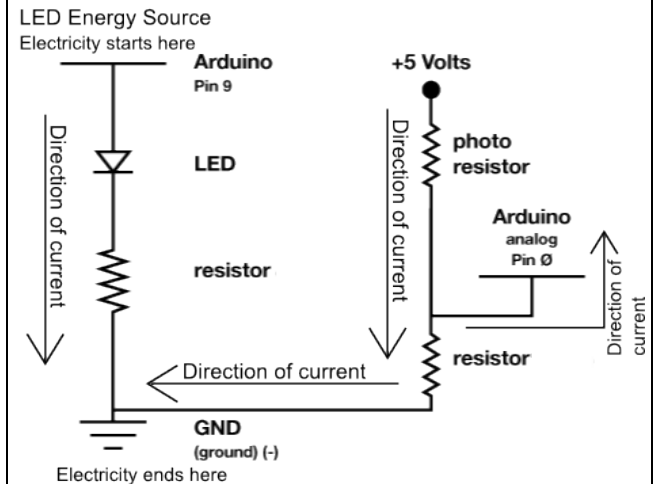 LED Energy Source
Electricity starts here
Arduino
Pin 9
+5 Volts
Direction of current
LED
Direction of current
photo
resistor
Arduino
analog
Pin Ø
resistor
Direction of
current
resistor
Direction of current
GND
(ground) (-)
Electricity ends here